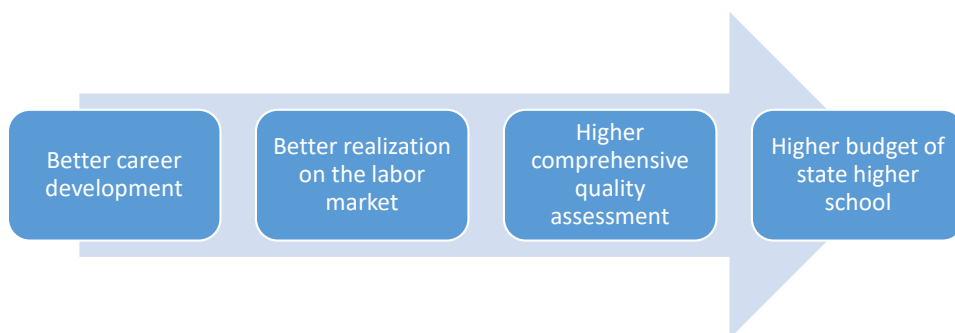 Better career
development
Better realization
on the labor
market
Higher
comprehensive
quality
assessment
Higher budget of
state higher
school